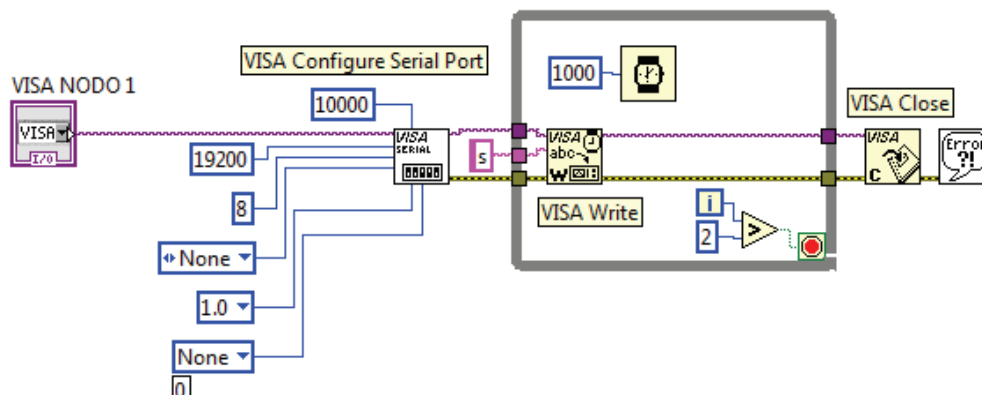 VISA Configure Serial Port
VISA NODO 1
10000
1000
VISA Close
VISA
I/O
VISA
SERIAL
19200
8
s
VISA
abc
W
VISA
C
Error
?!
VISA Write
i
2
>
None
1.0
None
0